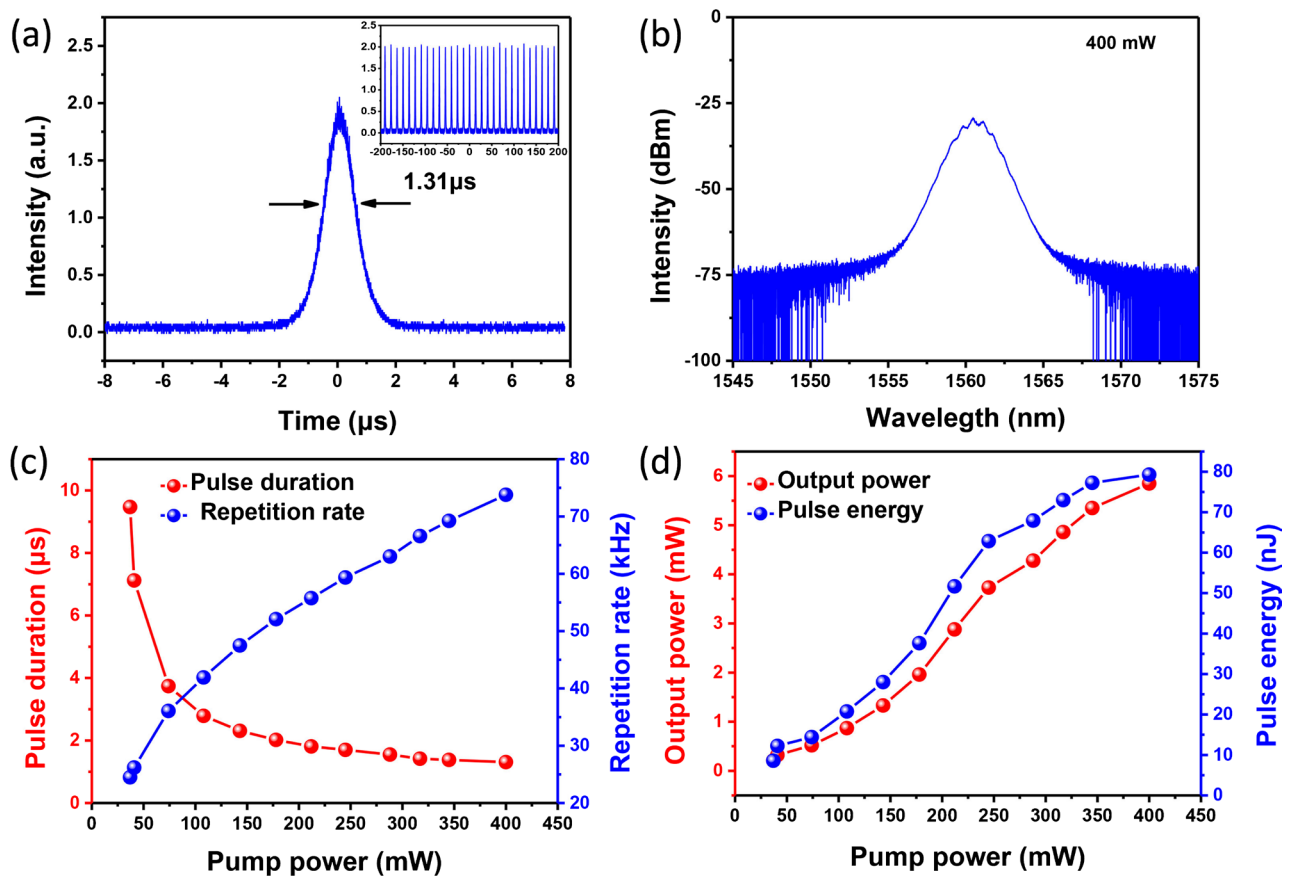 (a)
2.5
2.0
1.5
1.0
0.5
0.0
-200 -150 -100 -50 0 50 100 150 200
1.31µs
2.5
2.0
1.5
1.0
0.5
0.0
Intensity (a.u.)
-8 -6 -4 -2 0 2 4 6 8
Time (µs)
(b)
400 mW
0
-25
-50
-75
-100
Intensity (dBm)
1545 1550 1555 1560 1565 1570 1575
Wavelegth (nm)
(c)
Pulse duration
Repetition rate
10
8
6
4
2
0
Pulse duration (µs)
80
70
60
50
40
30
20
Repetition rate (kHz)
0 50 100 150 200 250 300 350 400 450
Pump power (mW)
(d)
Output power
Pulse energy
6
5
4
3
2
1
0
Output power (mW)
80
70
60
50
40
30
20
10
0
Pulse energy (nJ)
0 50 100 150 200 250 300 350 400 450
Pump power (mW)